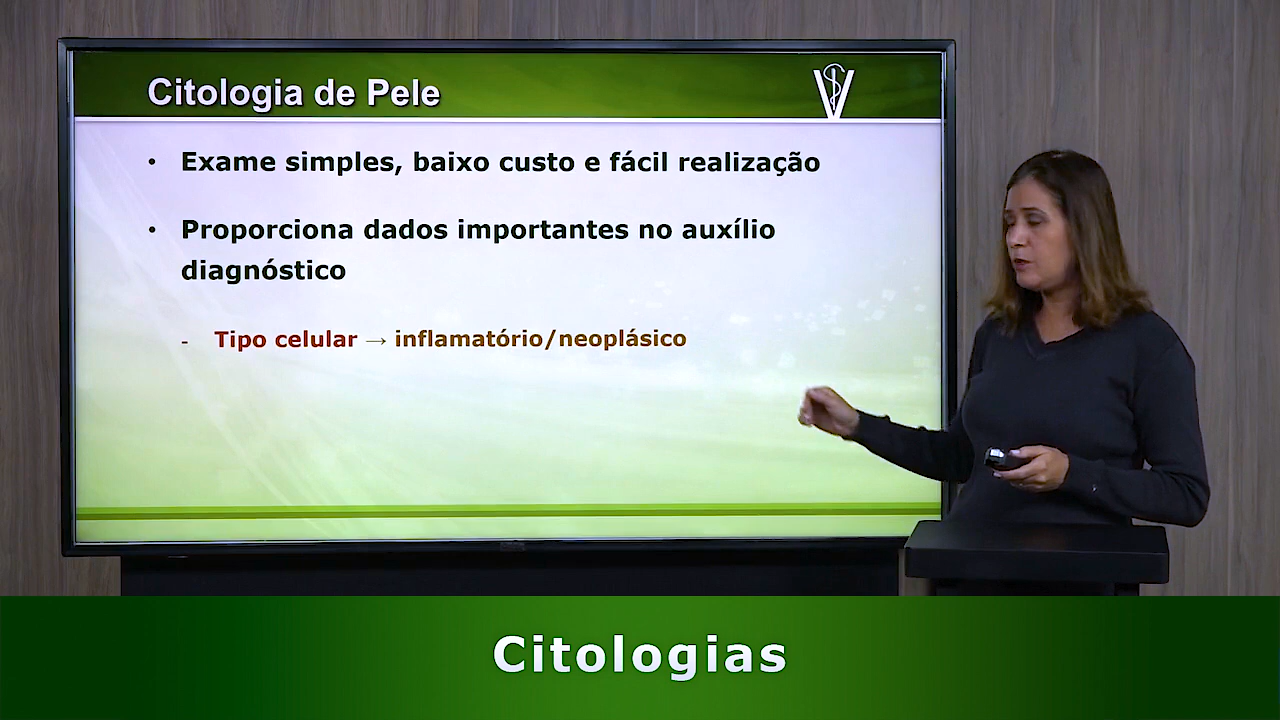 Citologia de Pele
• Exame simples, baixo custo e fácil realização
• Proporciona dados importantes no auxílio
diagnóstico
- Tipo celular → inflamatório/neoplásico
Citologias